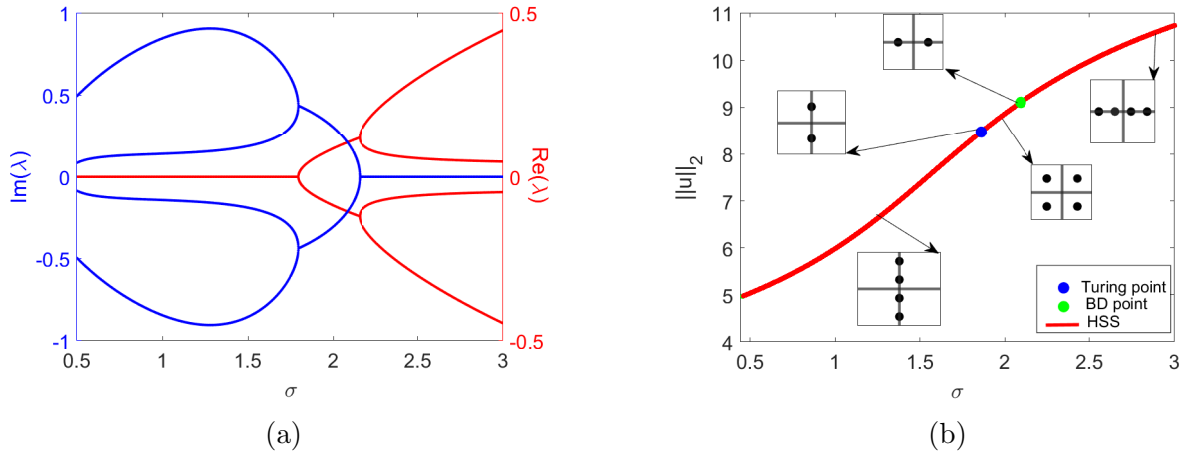 1
0.5
0
-0.5
-1
Im(λ)
0.5
0
-0.5
Re(λ)
0.5 1 1.5 2 2.5 3
σ
(a)
11
10
9
8
7
6
5
4
||u||₂
Turing point
BD point
HSS
0.5 1 1.5 2 2.5 3
σ
(b)